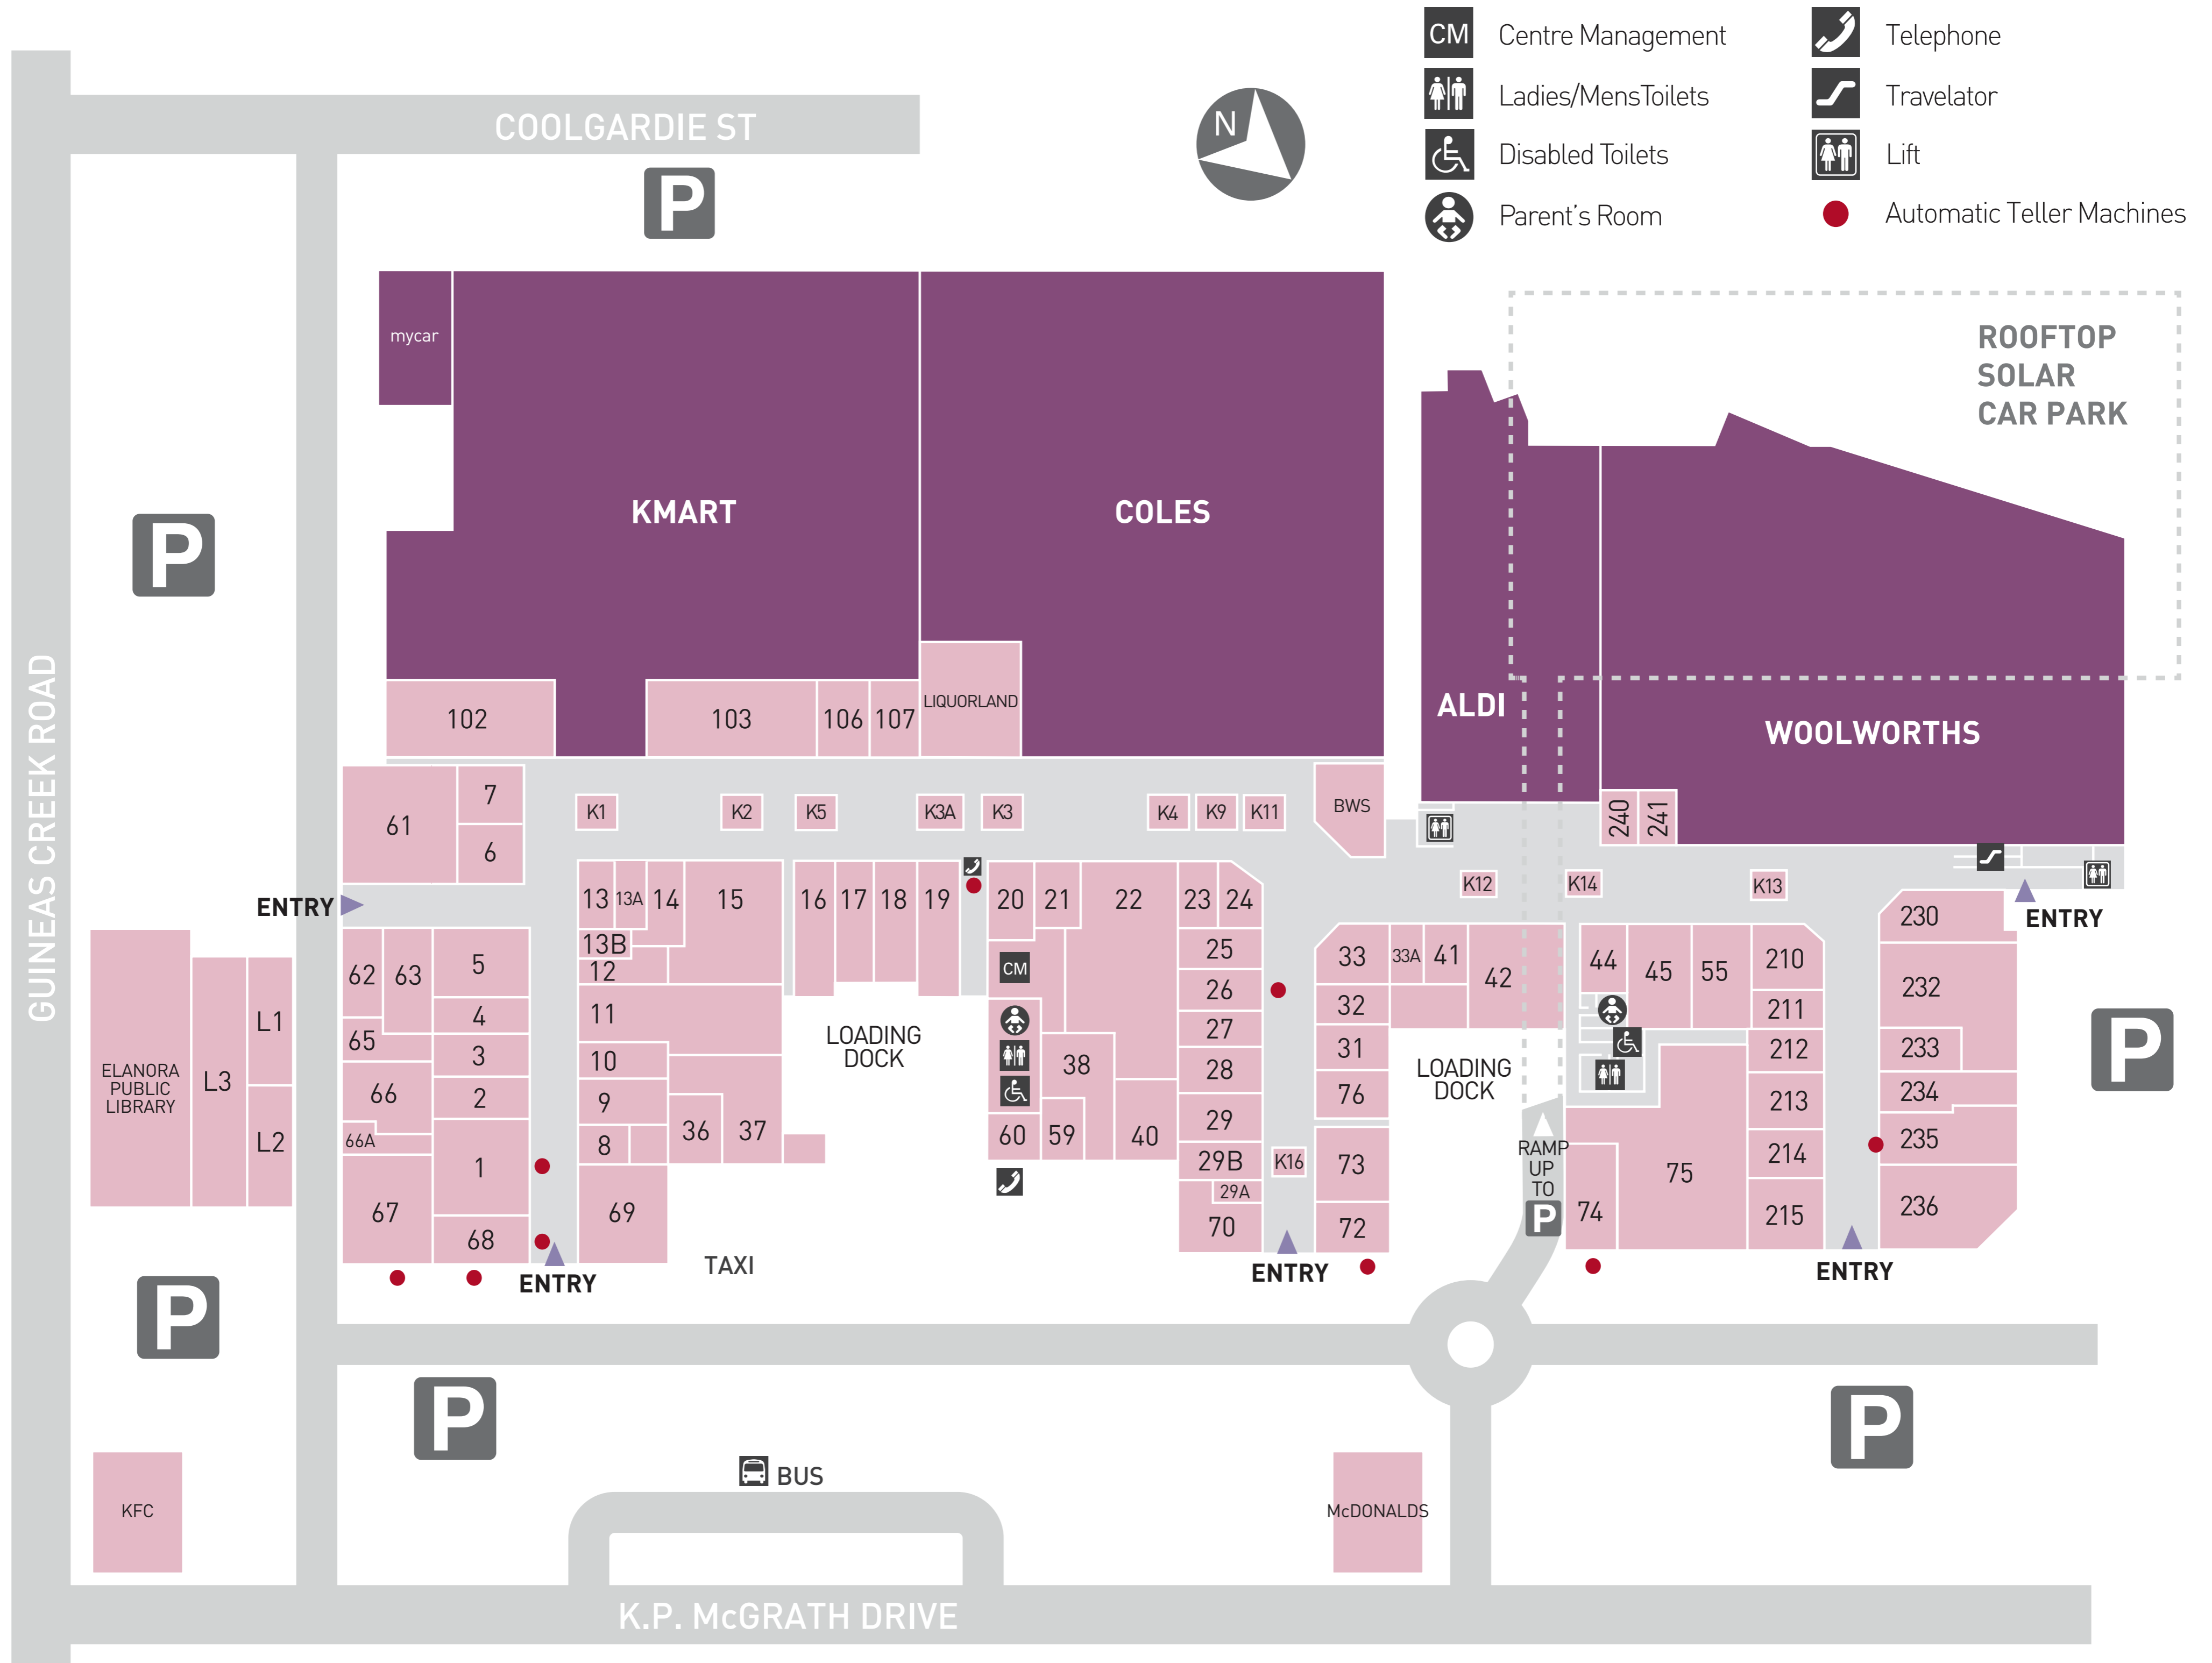 CM Centre Management
Telephone
Ladies/MensToilets
Travelator
Disabled Toilets
Lift
Parent's Room
Automatic Teller Machines
N
COOLGARDIE ST
P
GUINEAS CREEK ROAD
mycar
KMART
COLES
ALDI
WOOLWORTHS
ROOFTOP
SOLAR
CAR PARK
P
102
103
106
107
LIQUORLAND
BWS
240
241
61
7
6
K1
K2
K5
K3A
K3
K4
K9
K11
K12
K14
K13
ENTRY
ENTRY
ELANORA
PUBLIC
LIBRARY
L3
L1
L2
62
63
65
66
66A
67
5
4
3
2
1
68
13
13A
14
15
13B
12
11
10
9
8
36
37
69
16
17
18
19
LOADING
DOCK
20
21
22
23
24
CM
38
60
59
40
25
26
27
28
29
29B
29A
70
K16
33
33A
41
42
32
31
76
73
72
LOADING
DOCK
RAMP
UP
TO
P
44
45
55
210
211
212
213
214
215
74
75
230
232
233
234
235
236
P
TAXI
ENTRY
ENTRY
ENTRY
P
P
P
BUS
KFC
McDONALDS
K.P. McGRATH DRIVE